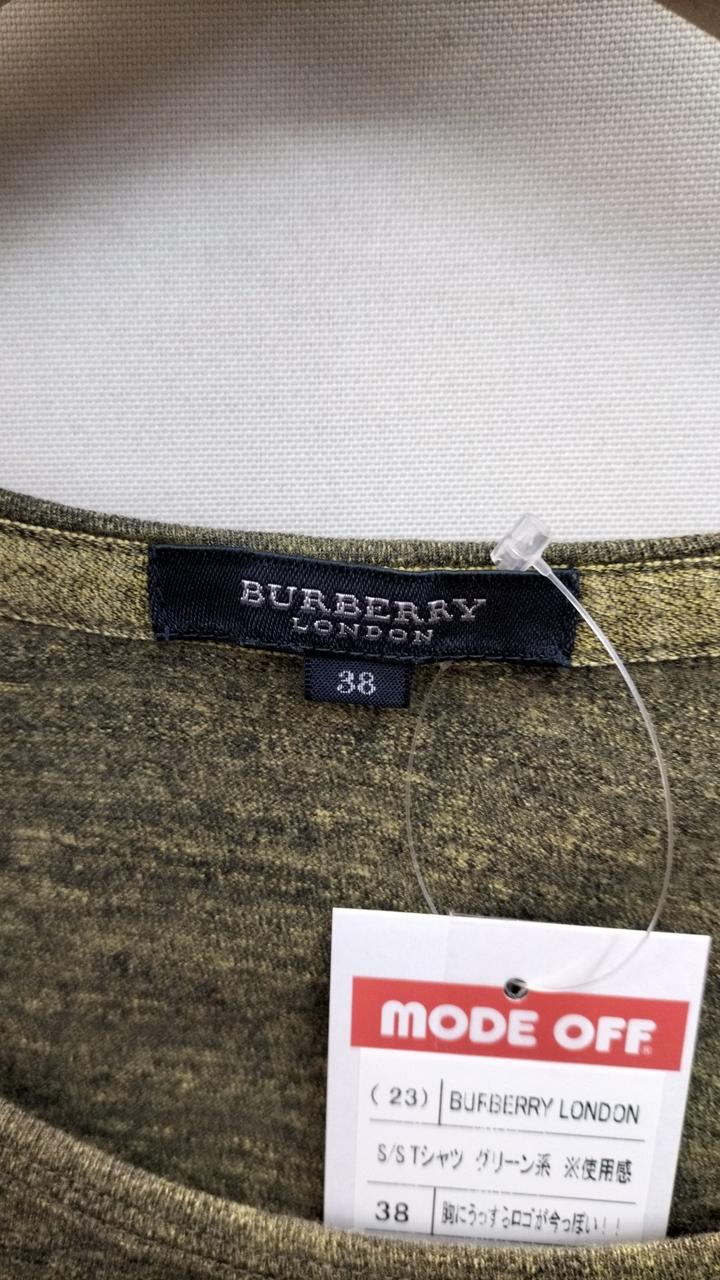 BURBERRY
LONDON
38
MODE OFF
(23) BURBERRY LONDON
S/S Tシャツ グリーン系 ※使用感
38 胸にうっすらロゴが今っぽい!!